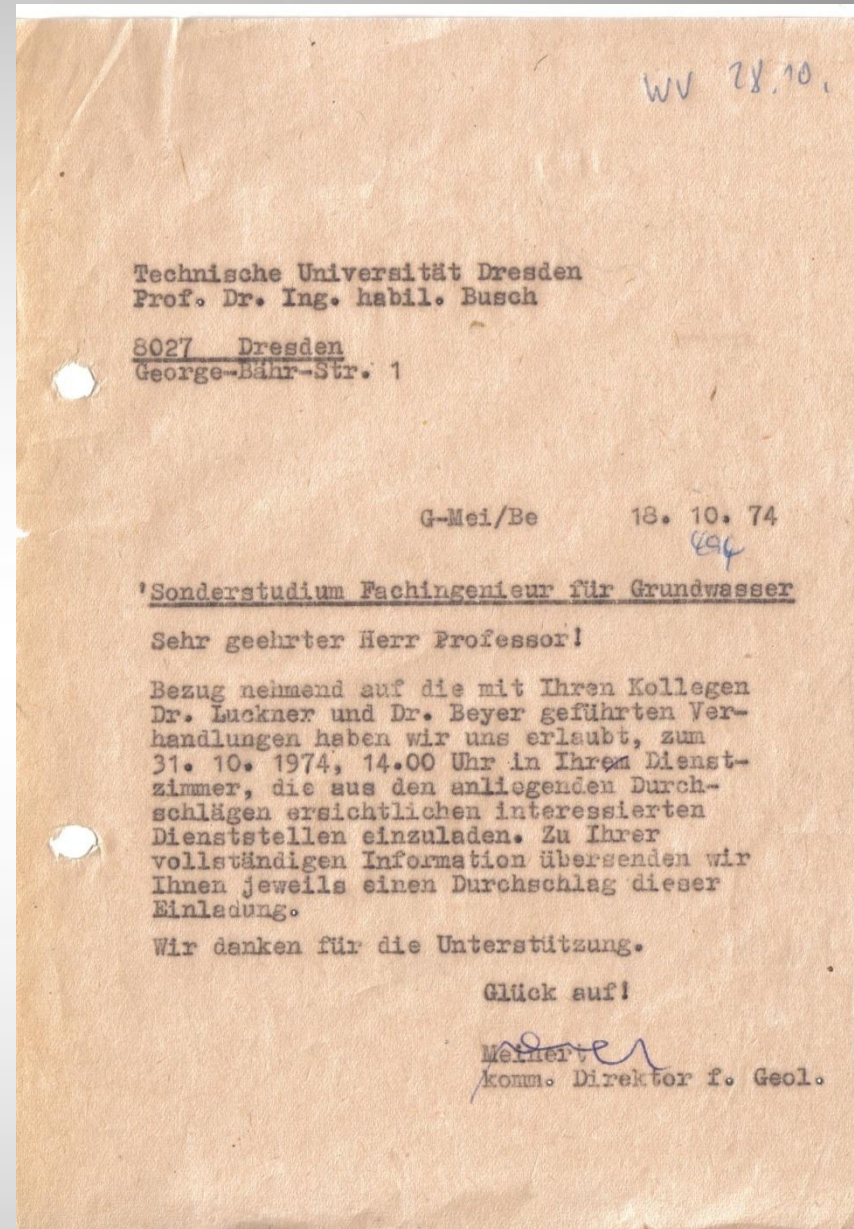 WV 28.10.
Technische Universität Dresden
Prof. Dr. Ing. habil. Busch
8027 Dresden
George-Bähr-Str. 1
G-Mei/Be 18. 10. 74
'Sonderstudium Fachingenieur für Grundwasser
Sehr geehrter Herr Professor!
Bezug nehmend auf die mit Ihren Kollegen
Dr. Luckner und Dr. Beyer geführten Ver-
handlungen haben wir uns erlaubt, zum
31. 10. 1974, 14.00 Uhr in Ihrem Dienst-
zimmer, die aus den anliegenden Durch-
schlägen ersichtlichen interessierten
Dienststellen einzuladen. Zu Ihrer
vollständigen Information übersenden wir
Ihnen jeweils einen Durchschlag dieser
Einladung.
Wir danken für die Unterstützung.
Glück auf!
Meinert
komm. Direktor f. Geol.